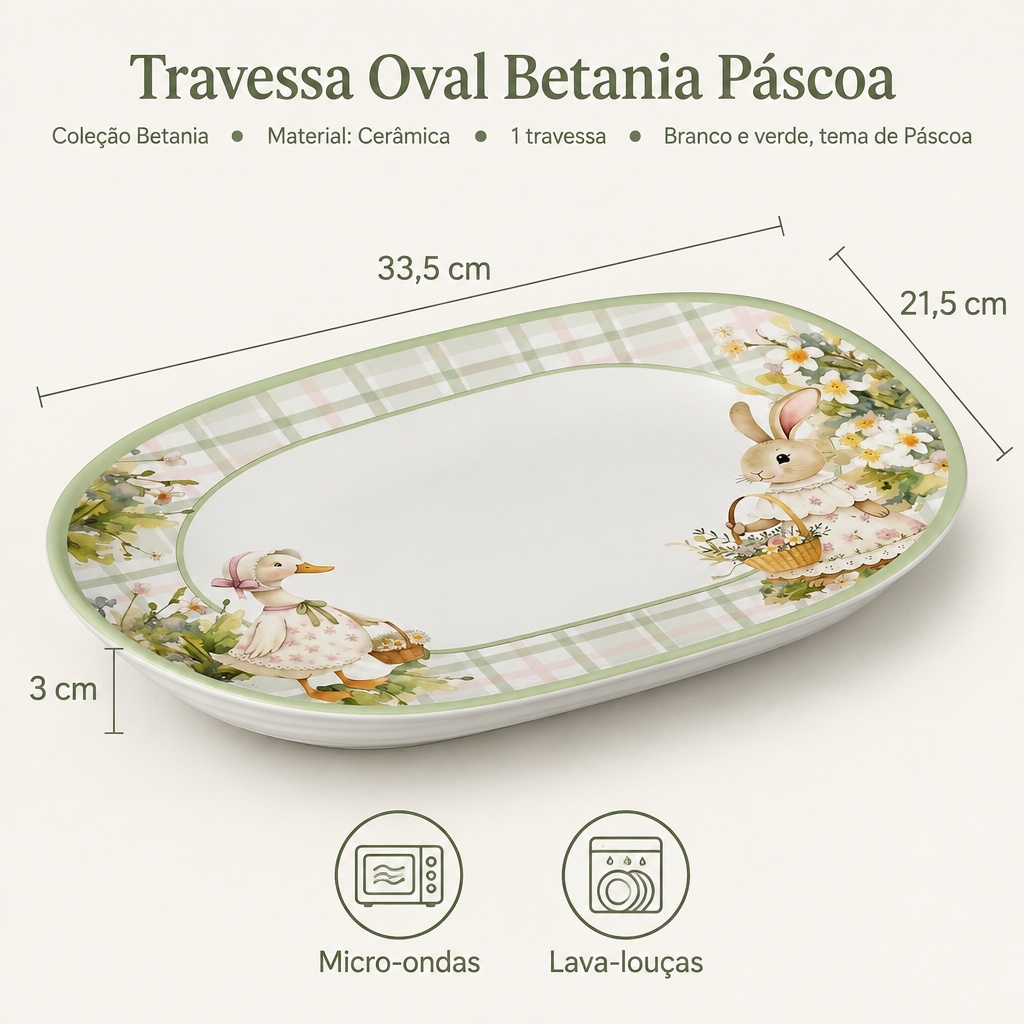 Travessa Oval Betania Páscoa
Coleção Betania • Material: Cerâmica • 1 travessa • Branco e verde, tema de Páscoa
33,5 cm
21,5 cm
3 cm
Micro-ondas
Lava-louças